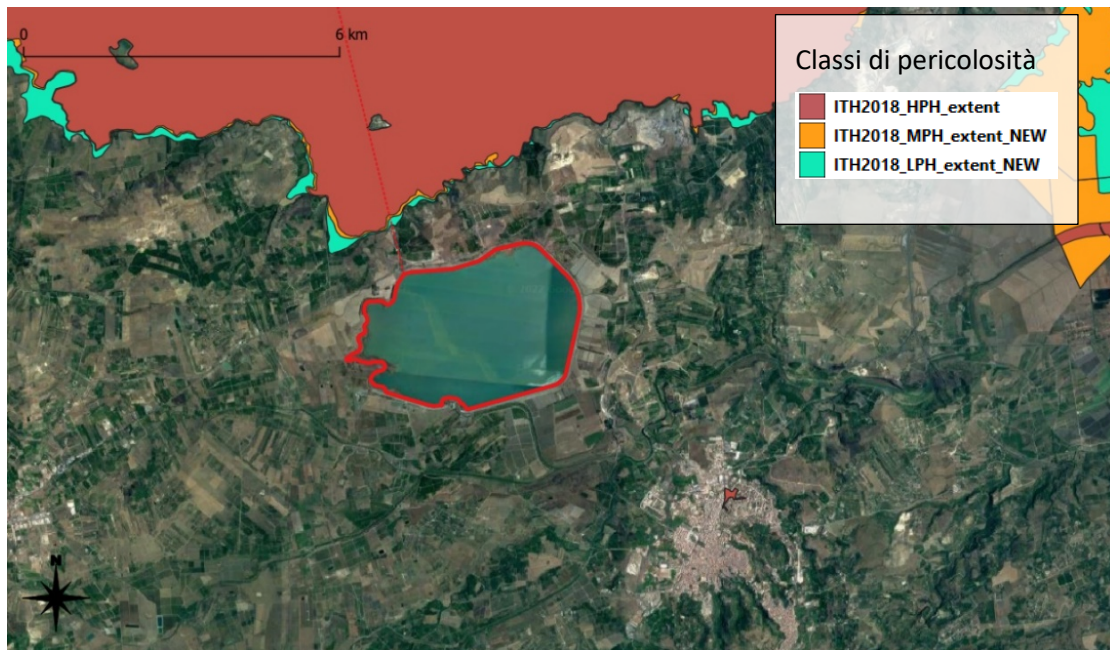 0
6 km
Classi di pericolosità
ITH2018_HPH_extent
ITH2018_MPH_extent_NEW
ITH2018_LPH_extent_NEW
N